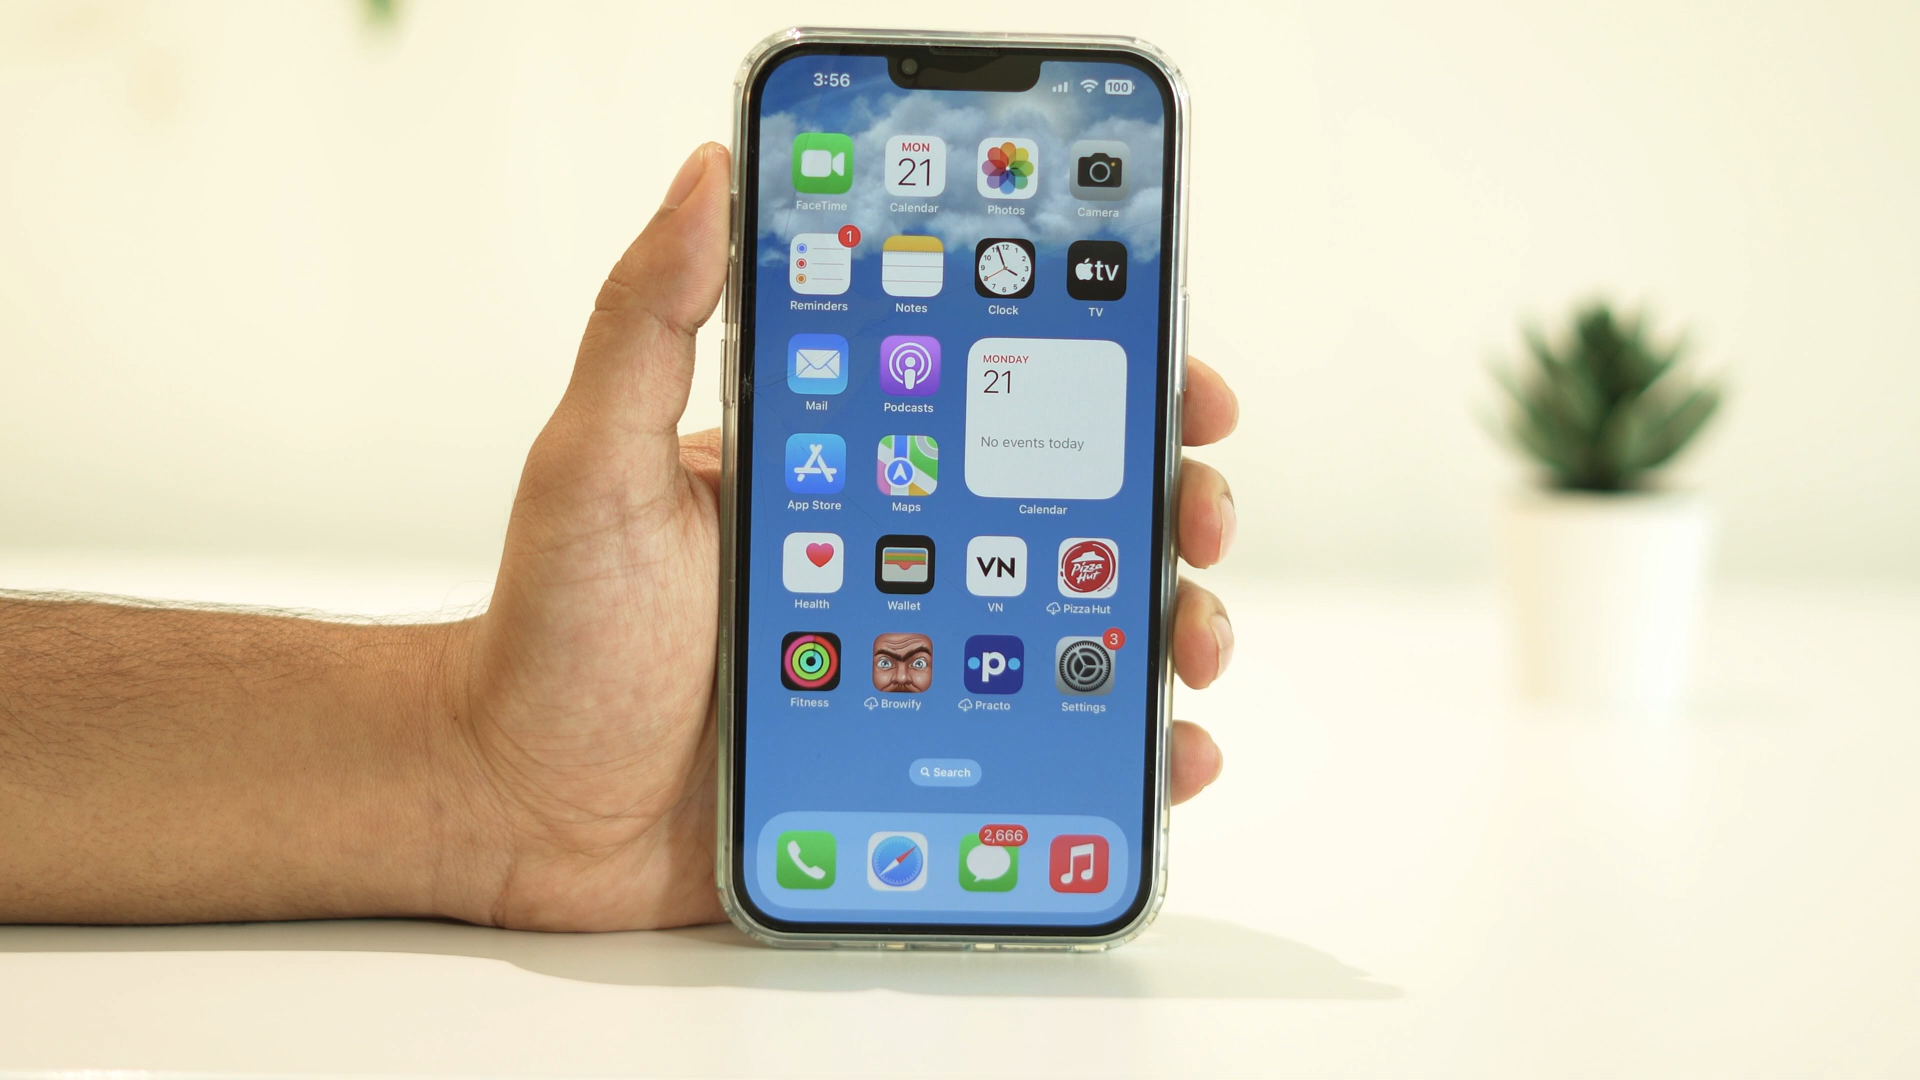 3:56
100
MON
21
FaceTime
Calendar
Photos
Camera
1
tv
Reminders
Notes
Clock
TV
MONDAY
21
No events today
Mail
Podcasts
App Store
Maps
Calendar
VN
Pizza
Hut
Health
Wallet
VN
Pizza Hut
p
3
Fitness
Browify
Practo
Settings
Search
2,666